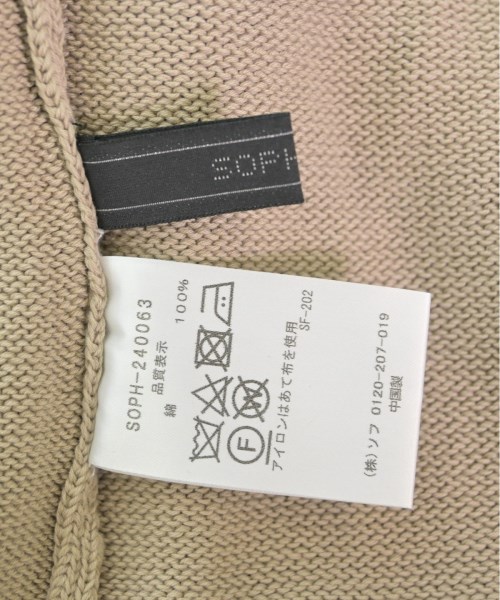 SOPH
SOPH-240063
品質表示
綿 100%
F
W
アイロンはあて布を使用
SF-202
(株)ソフ 0120-207-019
中国製